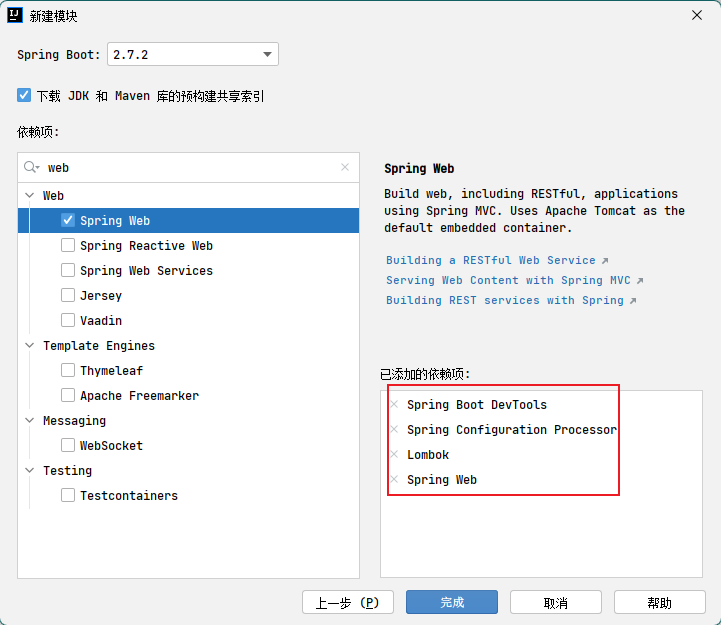 新建模块
Spring Boot: 2.7.2
下载 JDK 和 Maven 库的预构建共享索引
依赖项:
web
Web
Spring Web
Spring Reactive Web
Spring Web Services
Jersey
Vaadin
Template Engines
Thymeleaf
Apache Freemarker
Messaging
WebSocket
Testing
Testcontainers
Spring Web
Build web, including RESTful, applications
using Spring MVC. Uses Apache Tomcat as the
default embedded container.
Building a RESTful Web Service ↗
Serving Web Content with Spring MVC ↗
Building REST services with Spring ↗
已添加的依赖项:
Spring Boot DevTools
Spring Configuration Processor
Lombok
Spring Web
上一步 (P)
完成
取消
帮助